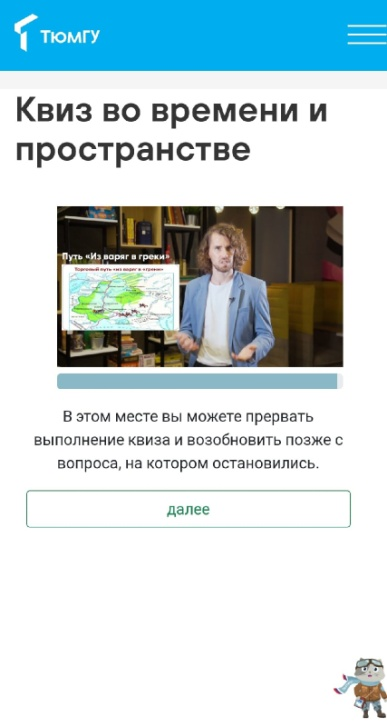 ТюмГУ
Квиз во времени и
пространстве
Путь «Из варяг в греки»
Торговый путь «из варяг в «греки»
В этом месте вы можете прервать
выполнение квиза и возобновить позже с
вопроса, на котором остановились.
далее